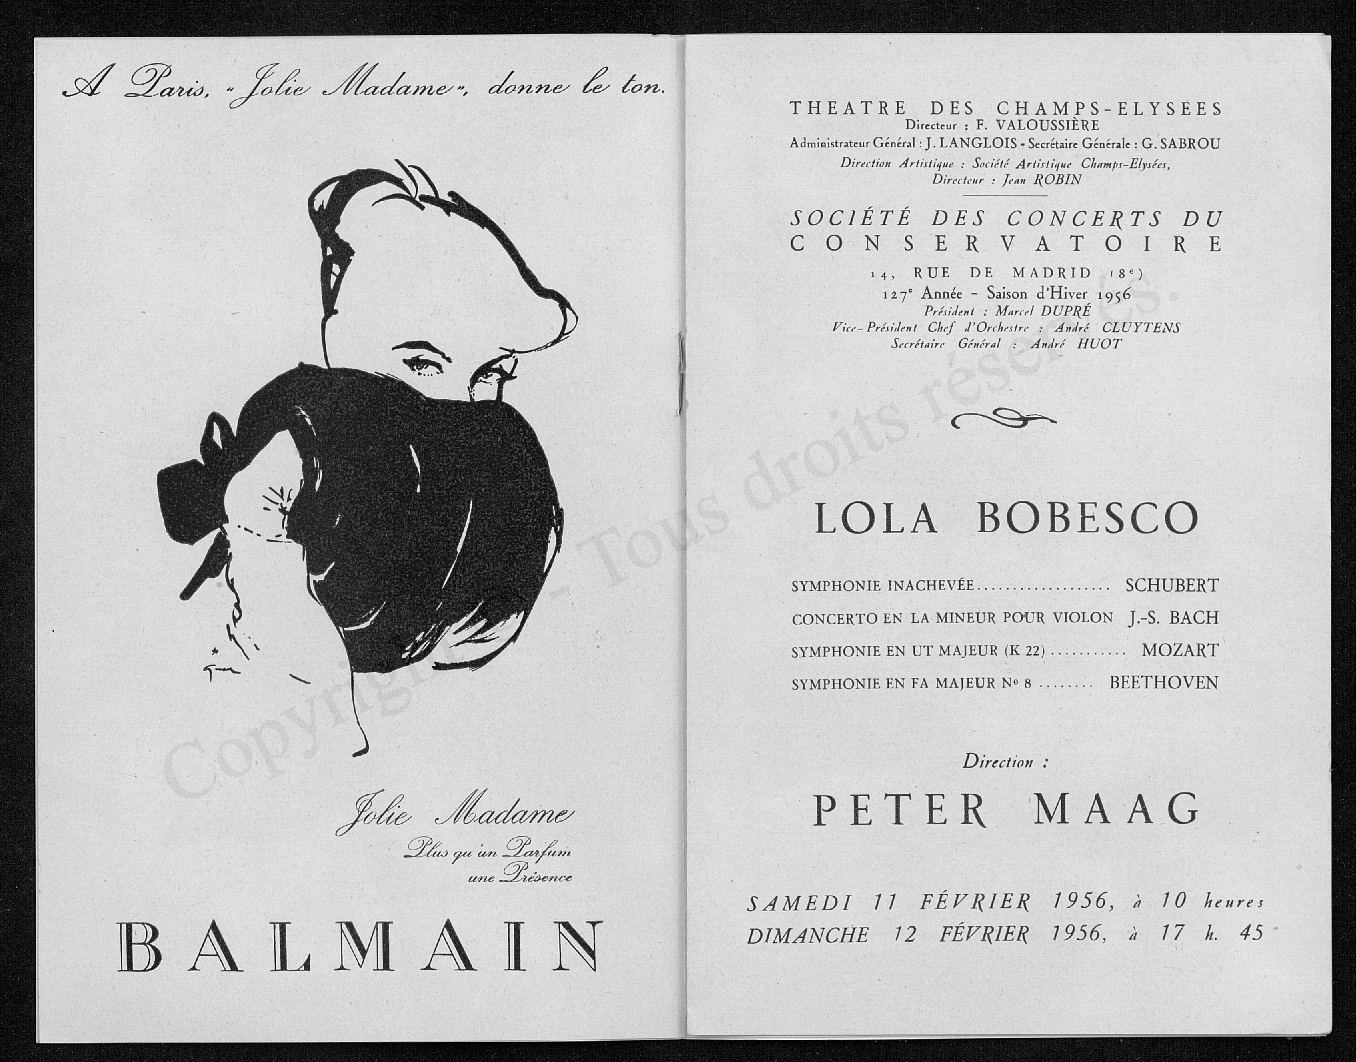 A Paris, « Jolie Madame », donne le ton.
Jolie Madame
Plus qu'un Parfum
une Présence
BALMAIN
THEATRE DES CHAMPS-ELYSEES
Directeur : F. VALOUSSIÈRE
Administrateur Général : J. LANGLOIS - Secrétaire Générale : G. SABROU
Direction Artistique : Société Artistique Champs-Elysées,
Directeur : Jean ROBIN
SOCIÉTÉ DES CONCERTS DU
CONSERVATOIRE
14, RUE DE MADRID (8e)
127e Année - Saison d'Hiver 1956
Président : Marcel DUPRÉ
Vice-Président Chef d'Orchestre : André CLUYTENS
Secrétaire Général : André HUOT
LOLA BOBESCO
SYMPHONIE INACHEVÉE................... SCHUBERT
CONCERTO EN LA MINEUR POUR VIOLON J.-S. BACH
SYMPHONIE EN UT MAJEUR (K 22)........... MOZART
SYMPHONIE EN FA MAJEUR No 8 ........ BEETHOVEN
Direction :
PETER MAAG
SAMEDI 11 FÉVRIER 1956, à 10 heures
DIMANCHE 12 FÉVRIER 1956, à 17 h. 45
Copyright - Tous droits réservés.